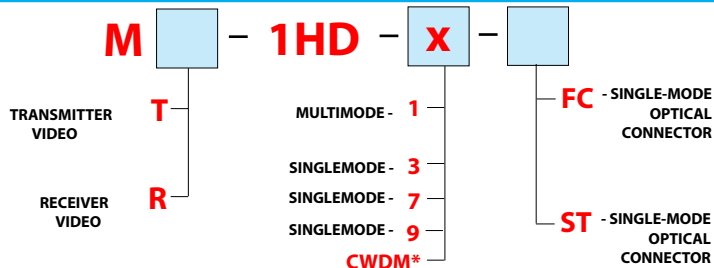 M - 1HD - x -
TRANSMITTER
VIDEO
T
RECEIVER
VIDEO
R
MULTIMODE - 1
SINGLEMODE - 3
SINGLEMODE - 7
SINGLEMODE - 9
CWDM*
FC - SINGLE-MODE
OPTICAL
CONNECTOR
ST - SINGLE-MODE
OPTICAL
CONNECTOR